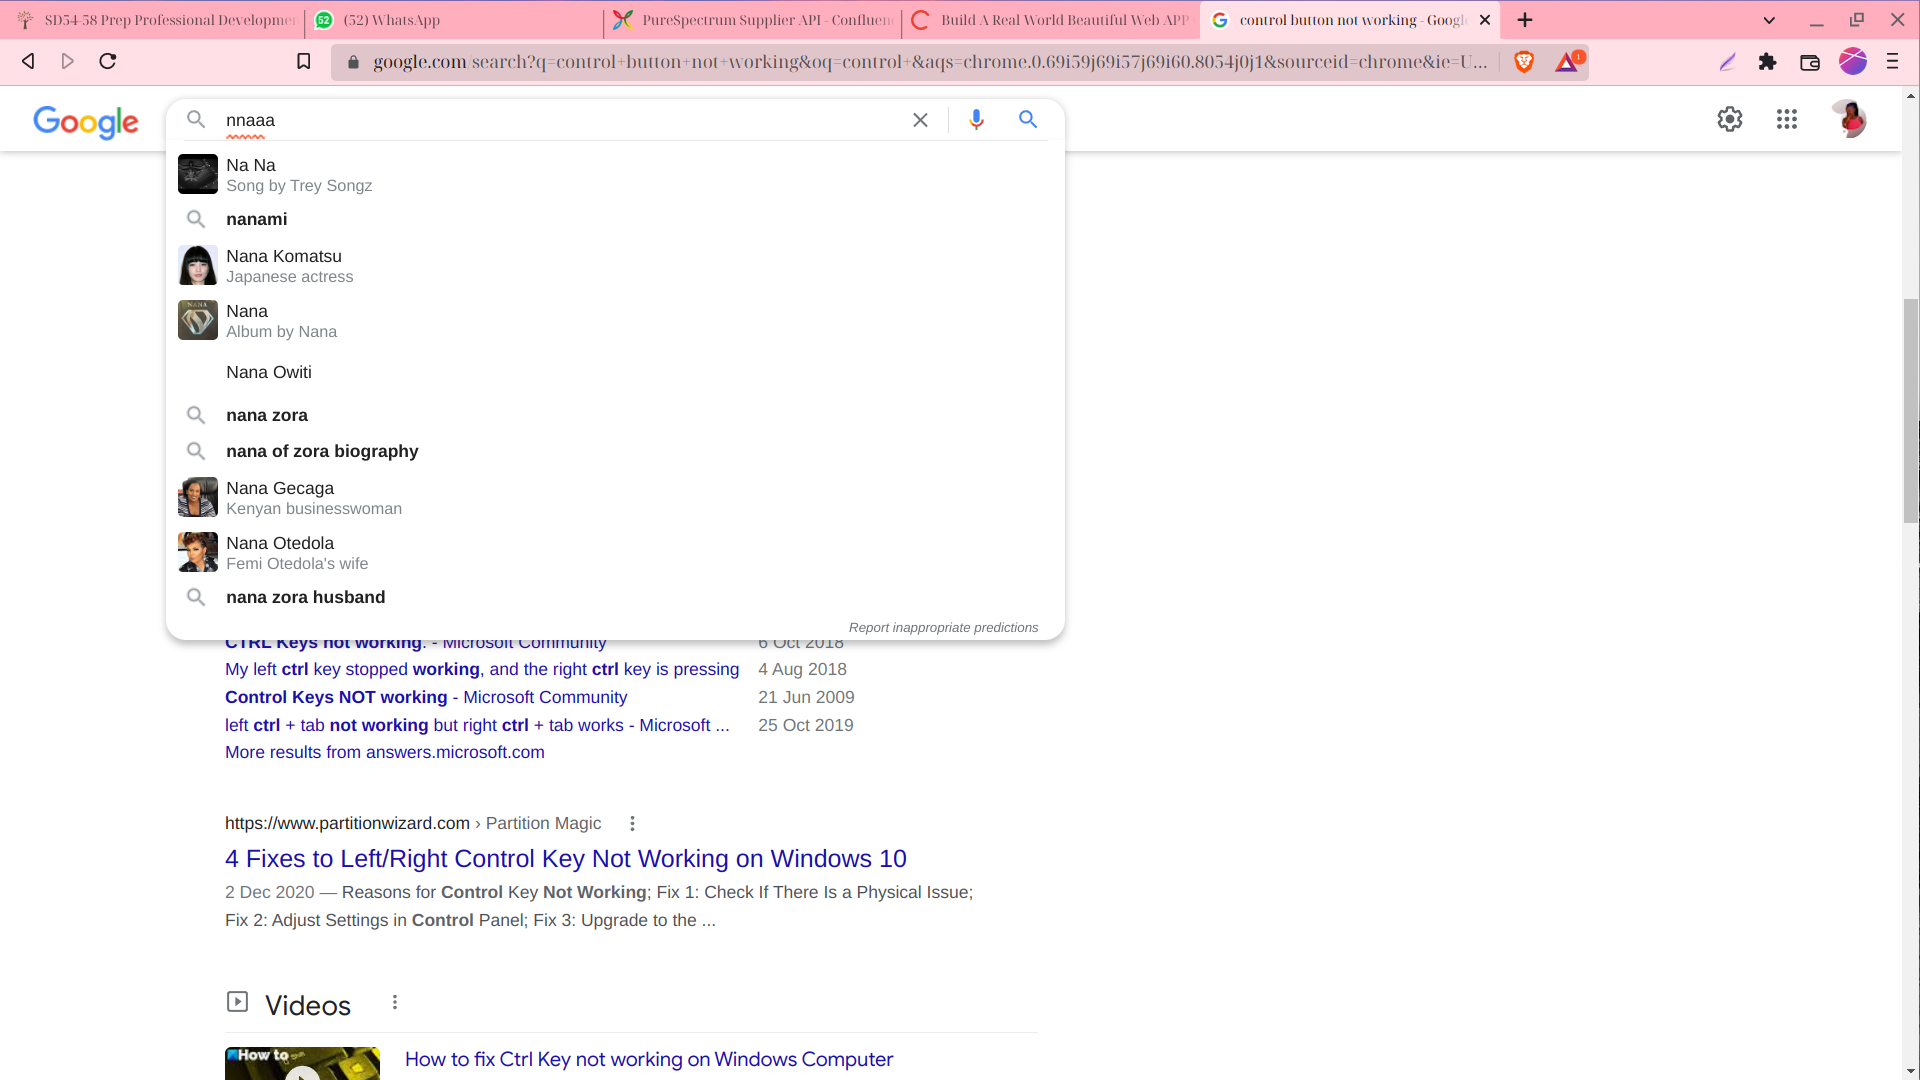 SD54-58 Prep Professional Developme
(52) WhatsApp
PureSpectrum Supplier API - Confluen
Build A Real World Beautiful Web APP
control button not working - Googl
google.com/search?q=control+button+not+working&oq=control+&aqs=chrome.0.69i59j69i57j69i60.8054j0j1&sourceid=chrome&ie=U...
1
Google
nnaaa
Na Na
Song by Trey Songz
nanami
Nana Komatsu
Japanese actress
NANA
Nana
Album by Nana
Nana Owiti
nana zora
nana of zora biography
Nana Gecaga
Kenyan businesswoman
Nana Otedola
Femi Otedola's wife
nana zora husband
Report inappropriate predictions
CTRL Keys not working. - Microsoft Community 6 Oct 2018
My left ctrl key stopped working, and the right ctrl key is pressing 4 Aug 2018
Control Keys NOT working - Microsoft Community 21 Jun 2009
left ctrl + tab not working but right ctrl + tab works - Microsoft ... 25 Oct 2019
More results from answers.microsoft.com
https://www.partitionwizard.com › Partition Magic
4 Fixes to Left/Right Control Key Not Working on Windows 10
2 Dec 2020 — Reasons for Control Key Not Working; Fix 1: Check If There Is a Physical Issue;
Fix 2: Adjust Settings in Control Panel; Fix 3: Upgrade to the ...
Videos
How to
How to fix Ctrl Key not working on Windows Computer